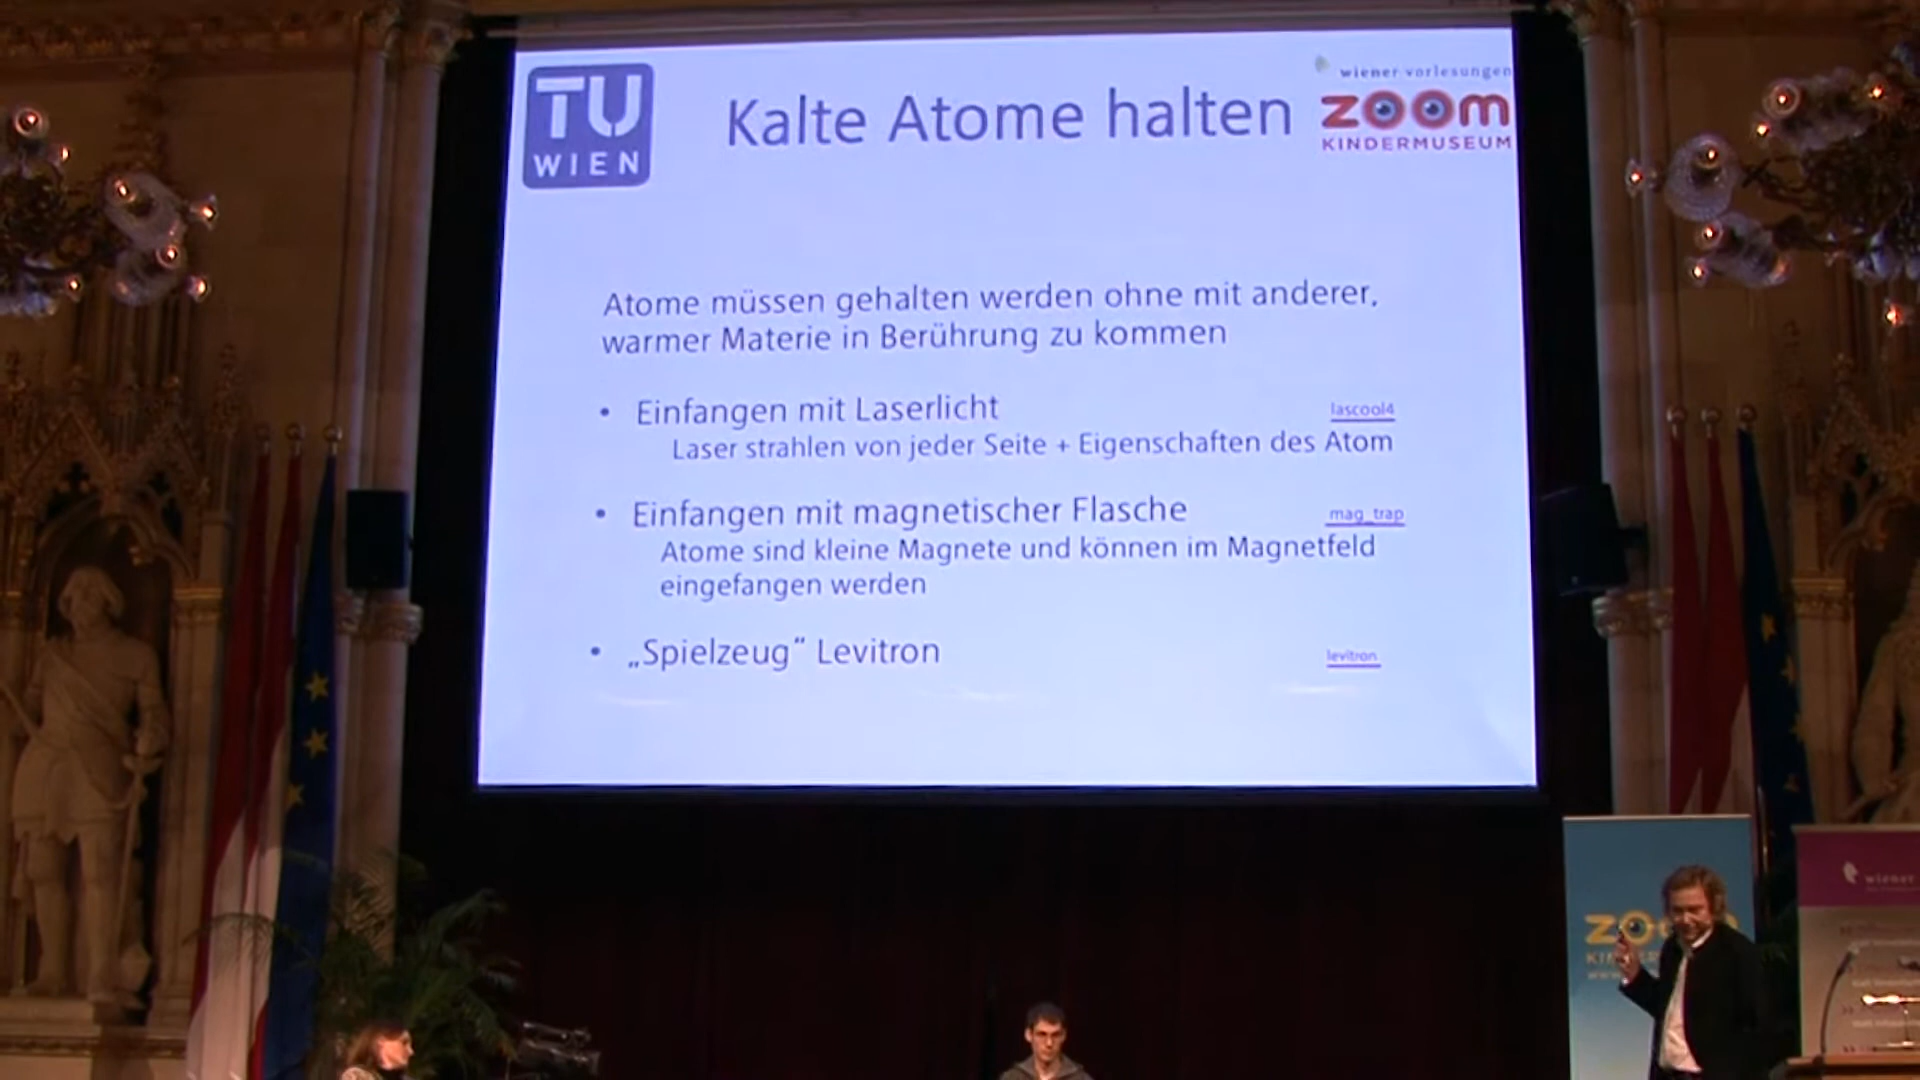 TU
WIEN
Kalte Atome halten
wiener vorlesungen
ZOOM
KINDERMUSEUM
Atome müssen gehalten werden ohne mit anderer,
warmer Materie in Berührung zu kommen
• Einfangen mit Laserlicht
lascool4
Laser strahlen von jeder Seite + Eigenschaften des Atom
• Einfangen mit magnetischer Flasche
mag_trap
Atome sind kleine Magnete und können im Magnetfeld
eingefangen werden
• „Spielzeug“ Levitron
levitron
wiener